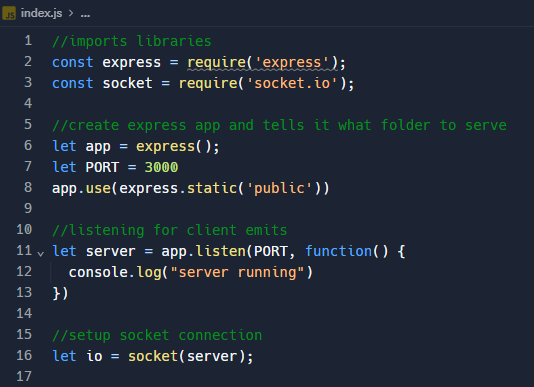 JS index.js > ...
1 //imports libraries
2 const express = require('express');
3 const socket = require('socket.io');
4
5 //create express app and tells it what folder to serve
6 let app = express();
7 let PORT = 3000
8 app.use(express.static('public'))
9
10 //listening for client emits
11 let server = app.listen(PORT, function() {
12   console.log("server running")
13 })
14
15 //setup socket connection
16 let io = socket(server);
17